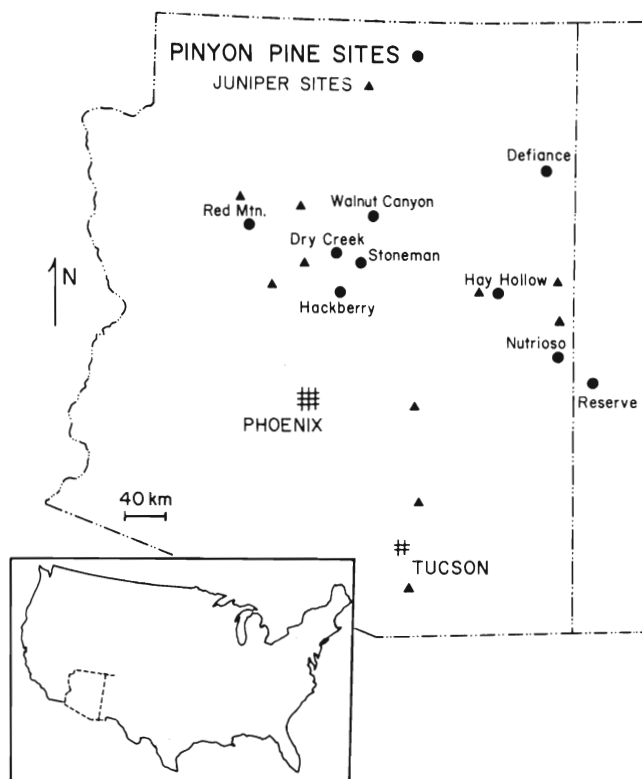 PINYON PINE SITES
JUNIPER SITES
Defiance
Red Mtn.
Walnut Canyon
Dry Creek
Stoneman
Hay Hollow
Hackberry
N
Nutrioso
Reserve
PHOENIX
40 km
TUCSON